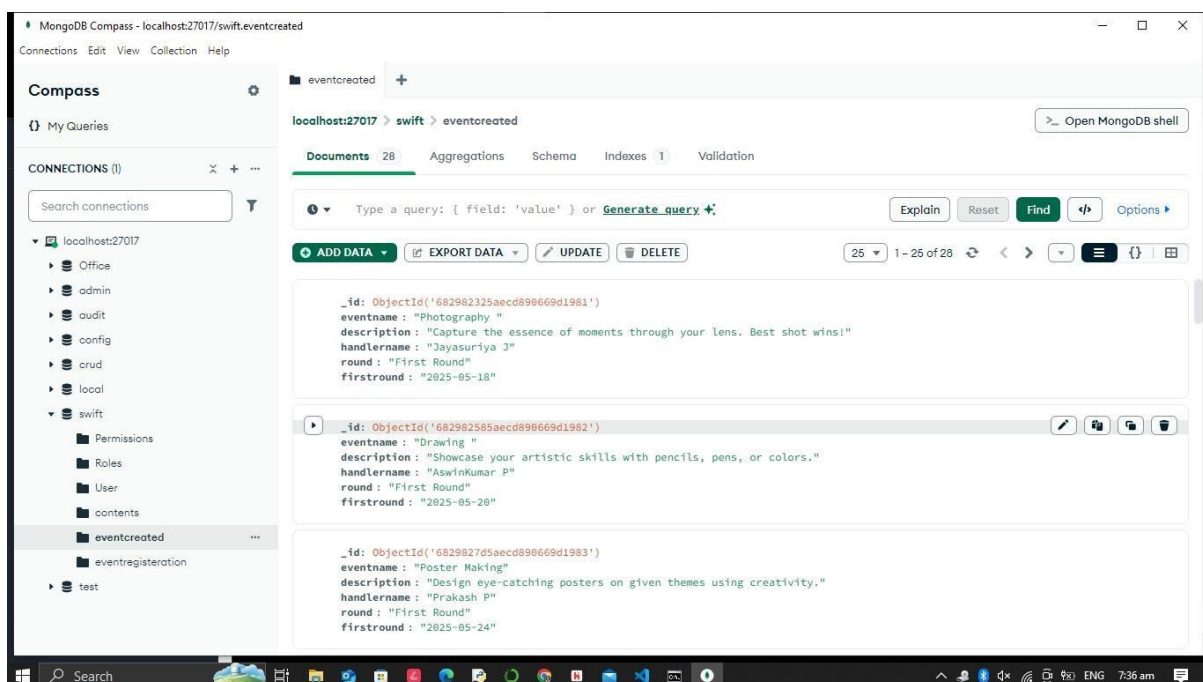 MongoDB Compass - localhost:27017/swift.eventcreated
Connections Edit View Collection Help
Compass
{} My Queries
CONNECTIONS (1)
Search connections
localhost:27017
Office
admin
audit
config
crud
local
swift
Permissions
Roles
User
contents
eventcreated
eventregisteration
test
eventcreated
localhost:27017 > swift > eventcreated
>_ Open MongoDB shell
Documents 28 Aggregations Schema Indexes 1 Validation
Type a query: { field: 'value' } or Generate query
Explain Reset Find </> Options
ADD DATA EXPORT DATA UPDATE DELETE
25 1 – 25 of 28 {}
_id: ObjectId('682982325aecd890669d1981')
eventname : "Photography "
description : "Capture the essence of moments through your lens. Best shot wins!"
handlername : "Jayasuriya J"
round : "First Round"
firstround : "2025-05-18"
_id: ObjectId('682982585aecd890669d1982')
eventname : "Drawing "
description : "Showcase your artistic skills with pencils, pens, or colors."
handlername : "AswinKumar P"
round : "First Round"
firstround : "2025-05-20"
_id: ObjectId('6829827d5aecd890669d1983')
eventname : "Poster Making"
description : "Design eye-catching posters on given themes using creativity."
handlername : "Prakash P"
round : "First Round"
firstround : "2025-05-24"
Search
ENG 7:36 am